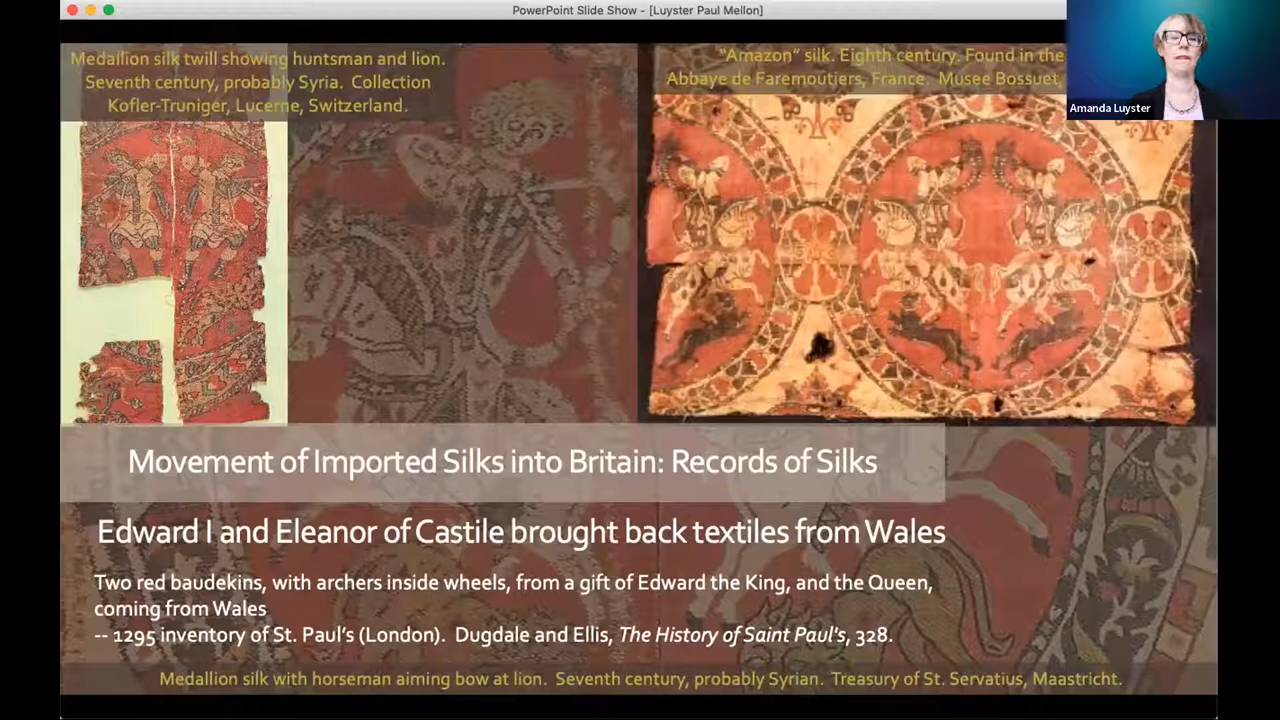 PowerPoint Slide Show - [Luyster Paul Mellon]
Medallion silk twill showing huntsman and lion.
Seventh century, probably Syria. Collection
Kofler-Truniger, Lucerne, Switzerland.
"Amazon" silk. Eighth century. Found in the
Abbaye de Faremoutiers, France. Musee Bossuet,
Amanda Luyster
Movement of Imported Silks into Britain: Records of Silks
Edward I and Eleanor of Castile brought back textiles from Wales
Two red baudekins, with archers inside wheels, from a gift of Edward the King, and the Queen,
coming from Wales
-- 1295 inventory of St. Paul's (London). Dugdale and Ellis, The History of Saint Paul's, 328.
Medallion silk with horseman aiming bow at lion. Seventh century, probably Syrian. Treasury of St. Servatius, Maastricht.